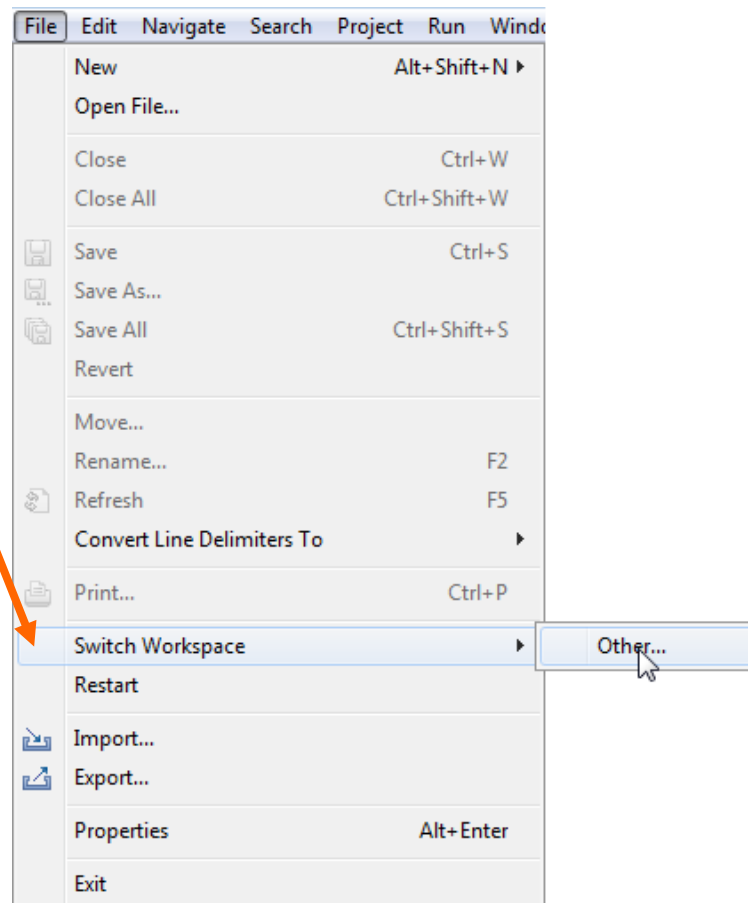 File Edit Navigate Search Project Run
New Alt+Shift+N
Open File...
Close Ctrl+W
Close All Ctrl+Shift+W
Save Ctrl+S
Save As...
Save All Ctrl+Shift+S
Revert
Move...
Rename... F2
Refresh F5
Convert Line Delimiters To
Print... Ctrl+P
Switch Workspace Other...
Restart
Import...
Export...
Properties Alt+Enter
Exit